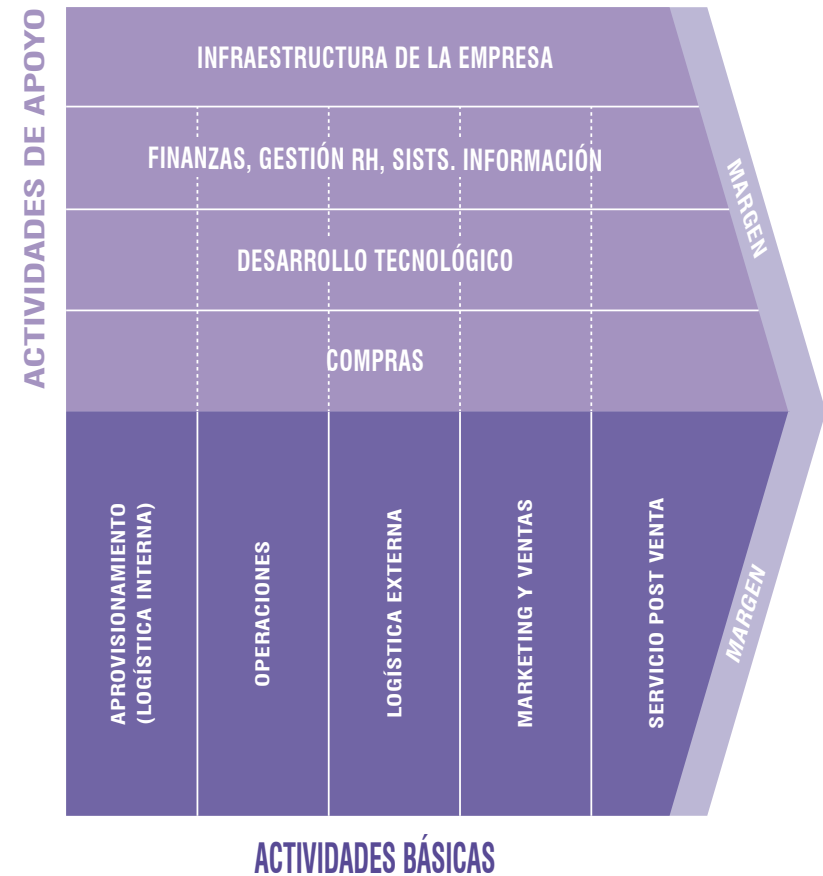 ACTIVIDADES DE APOYO
INFRAESTRUCTURA DE LA EMPRESA
FINANZAS, GESTIÓN RH, SISTS. INFORMACIÓN
DESARROLLO TECNOLÓGICO
COMPRAS
MARGEN
APROVISIONAMIENTO
(LOGÍSTICA INTERNA)
OPERACIONES
LOGÍSTICA EXTERNA
MARKETING Y VENTAS
SERVICIO POST VENTA
MARGEN
ACTIVIDADES BÁSICAS